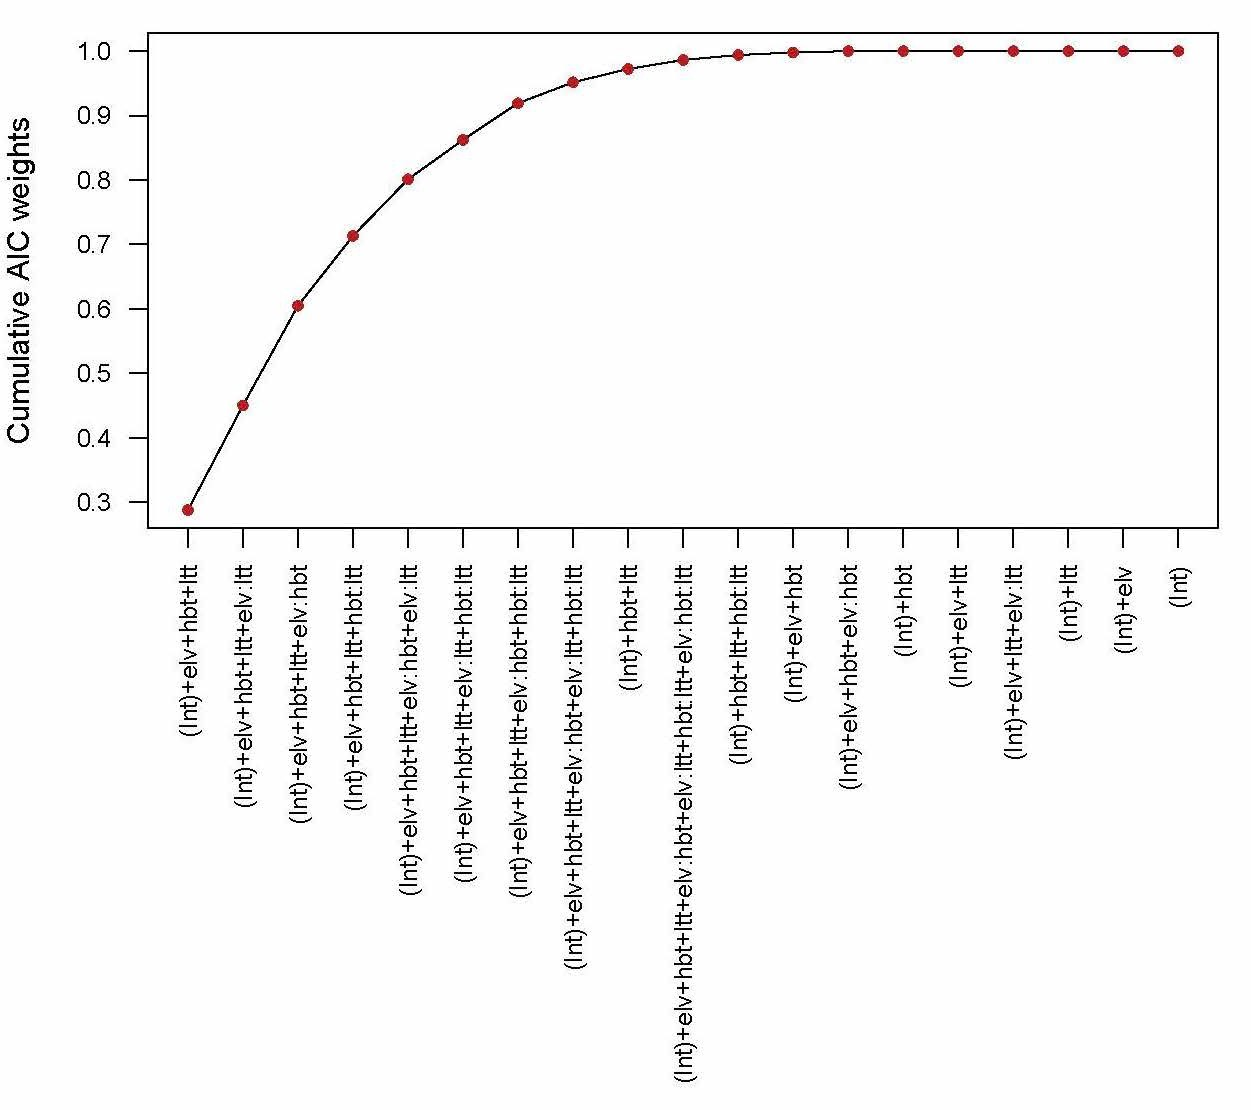 Cumulative AIC weights
1.0
0.9
0.8
0.7
0.6
0.5
0.4
0.3
(Int)+elv+hbt+ltt
(Int)+elv+hbt+ltt+elv:ltt
(Int)+elv+hbt+ltt+elv:hbt
(Int)+elv+hbt+ltt+hbt:ltt
(Int)+elv+hbt+ltt+elv:hbt+elv:ltt
(Int)+elv+hbt+ltt+elv:ltt+hbt:ltt
(Int)+elv+hbt+ltt+elv:hbt+hbt:ltt
(Int)+elv+hbt+ltt+elv:hbt+elv:ltt+hbt:ltt
(Int)+hbt+ltt
(Int)+elv+hbt+ltt+elv:hbt+elv:ltt+hbt:ltt+elv:hbt:ltt
(Int)+hbt+ltt+hbt:ltt
(Int)+elv+hbt
(Int)+elv+hbt+elv:hbt
(Int)+hbt
(Int)+elv+ltt
(Int)+elv+ltt+elv:ltt
(Int)+ltt
(Int)+elv
(Int)